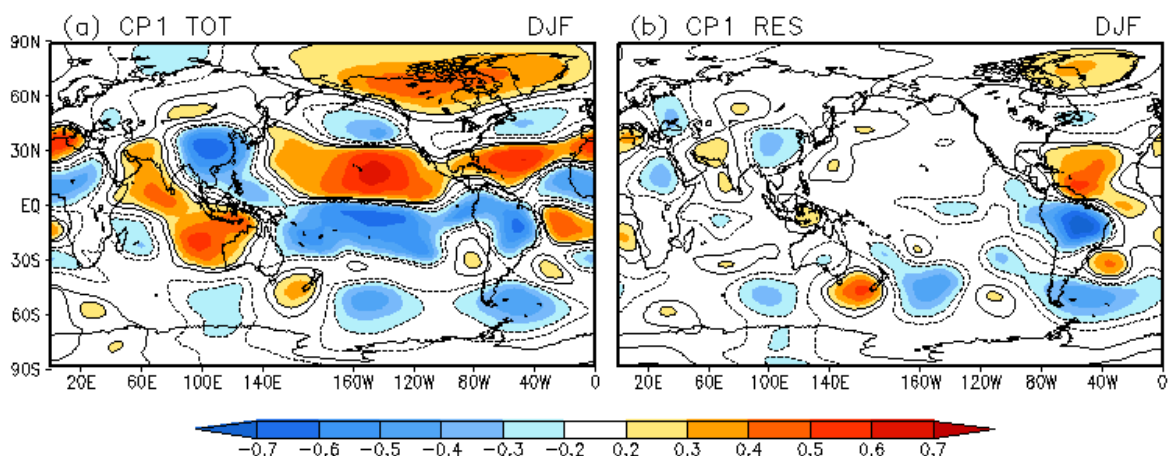 (a) CP1 TOT DJF (b) CP1 RES DJF
90N
60N
30N
EQ
30S
60S
90S
20E 60E 100E 140E 160W 120W 80W 40W 0 20E 60E 100E 140E 160W 120W 80W 40W 0
-0.7 -0.6 -0.5 -0.4 -0.3 -0.2 0.2 0.3 0.4 0.5 0.6 0.7